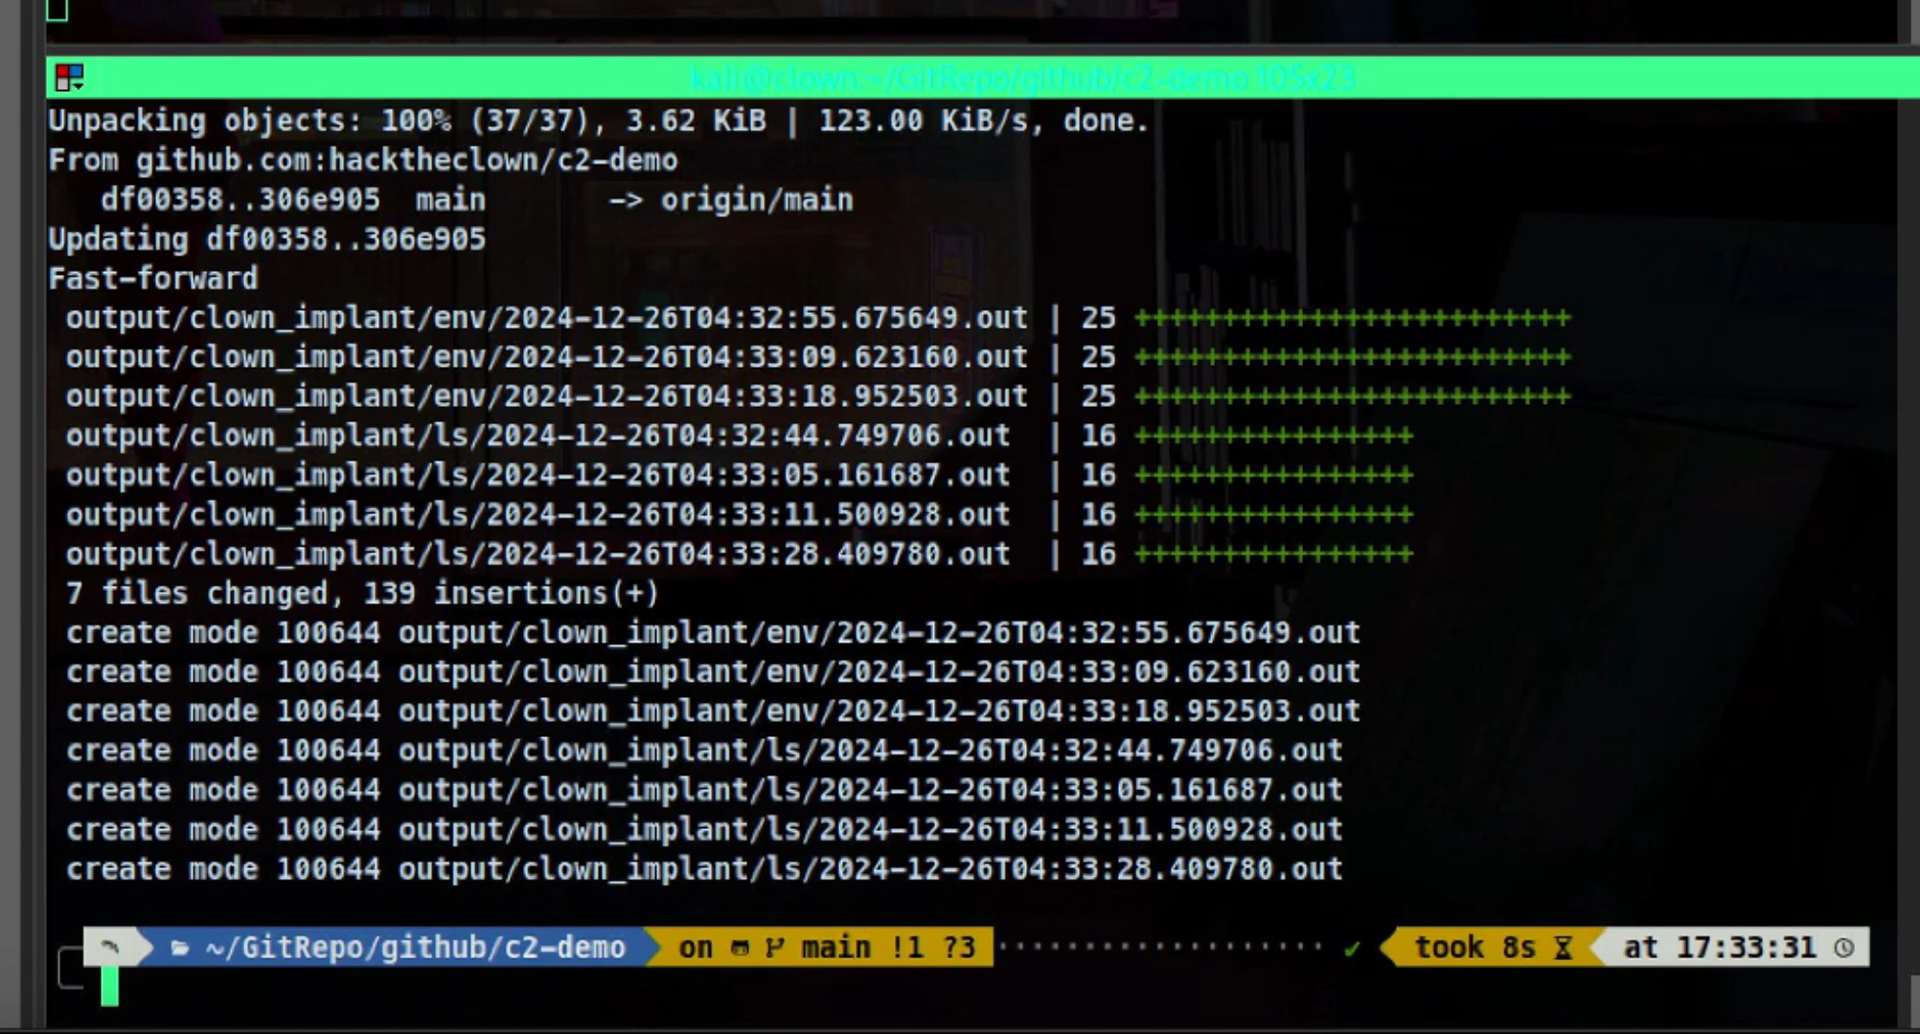 kali@clown:~/GitRepo/github/c2-demo 105x23
Unpacking objects: 100% (37/37), 3.62 KiB | 123.00 KiB/s, done.
From github.com:hacktheclown/c2-demo
   df00358..306e905  main       -> origin/main
Updating df00358..306e905
Fast-forward
 output/clown_implant/env/2024-12-26T04:32:55.675649.out | 25 +++++++++++++++++++++++++
 output/clown_implant/env/2024-12-26T04:33:09.623160.out | 25 +++++++++++++++++++++++++
 output/clown_implant/env/2024-12-26T04:33:18.952503.out | 25 +++++++++++++++++++++++++
 output/clown_implant/ls/2024-12-26T04:32:44.749706.out  | 16 ++++++++++++++++
 output/clown_implant/ls/2024-12-26T04:33:05.161687.out  | 16 ++++++++++++++++
 output/clown_implant/ls/2024-12-26T04:33:11.500928.out  | 16 ++++++++++++++++
 output/clown_implant/ls/2024-12-26T04:33:28.409780.out  | 16 ++++++++++++++++
 7 files changed, 139 insertions(+)
 create mode 100644 output/clown_implant/env/2024-12-26T04:32:55.675649.out
 create mode 100644 output/clown_implant/env/2024-12-26T04:33:09.623160.out
 create mode 100644 output/clown_implant/env/2024-12-26T04:33:18.952503.out
 create mode 100644 output/clown_implant/ls/2024-12-26T04:32:44.749706.out
 create mode 100644 output/clown_implant/ls/2024-12-26T04:33:05.161687.out
 create mode 100644 output/clown_implant/ls/2024-12-26T04:33:11.500928.out
 create mode 100644 output/clown_implant/ls/2024-12-26T04:33:28.409780.out
~/GitRepo/github/c2-demo on main !1 ?3 ✓ took 8s at 17:33:31